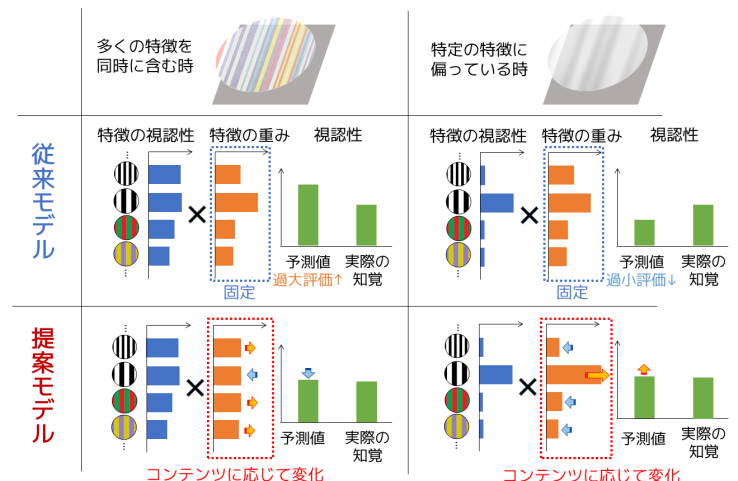 多くの特徴を
同時に含む時
特定の特徴に
偏っている時
従来モデル
特徴の視認性
特徴の重み
視認性
固定
予測値
過大評価↑
実際の
知覚
特徴の視認性
特徴の重み
視認性
固定
予測値
過小評価↓
実際の
知覚
提案モデル
予測値
実際の
知覚
コンテンツに応じて変化
予測値
実際の
知覚
コンテンツに応じて変化